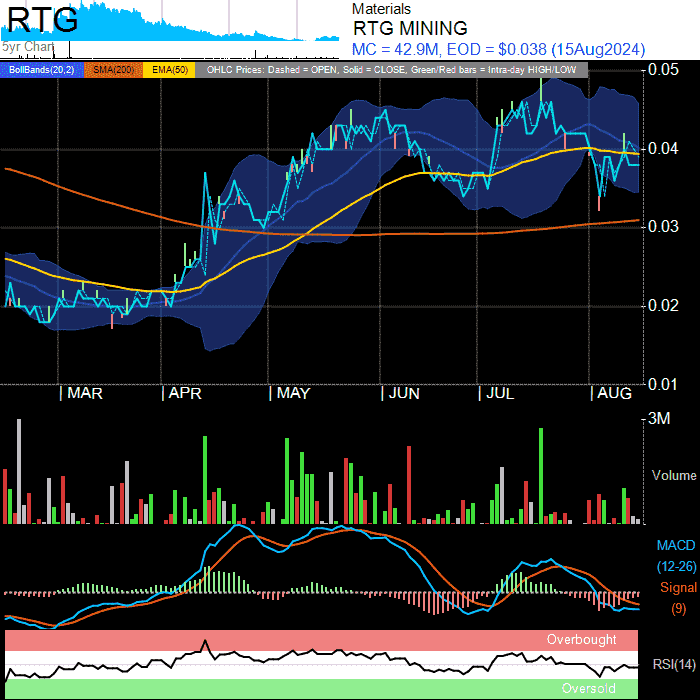 RTG
5yr Chart
Materials
RTG MINING
MC = 42.9M, EOD = $0.038 (15Aug2024)
BollBands(20,2) SMA(200) EMA(50) OHLC Prices: Dashed = OPEN, Solid = CLOSE, Green/Red bars = Intra-day HIGH/LOW
0.05
0.04
0.03
0.02
0.01
| MAR | APR | MAY | JUN | JUL | AUG
3M
Volume
MACD
(12-26)
Signal
(9)
Overbought
RSI(14)
Oversold